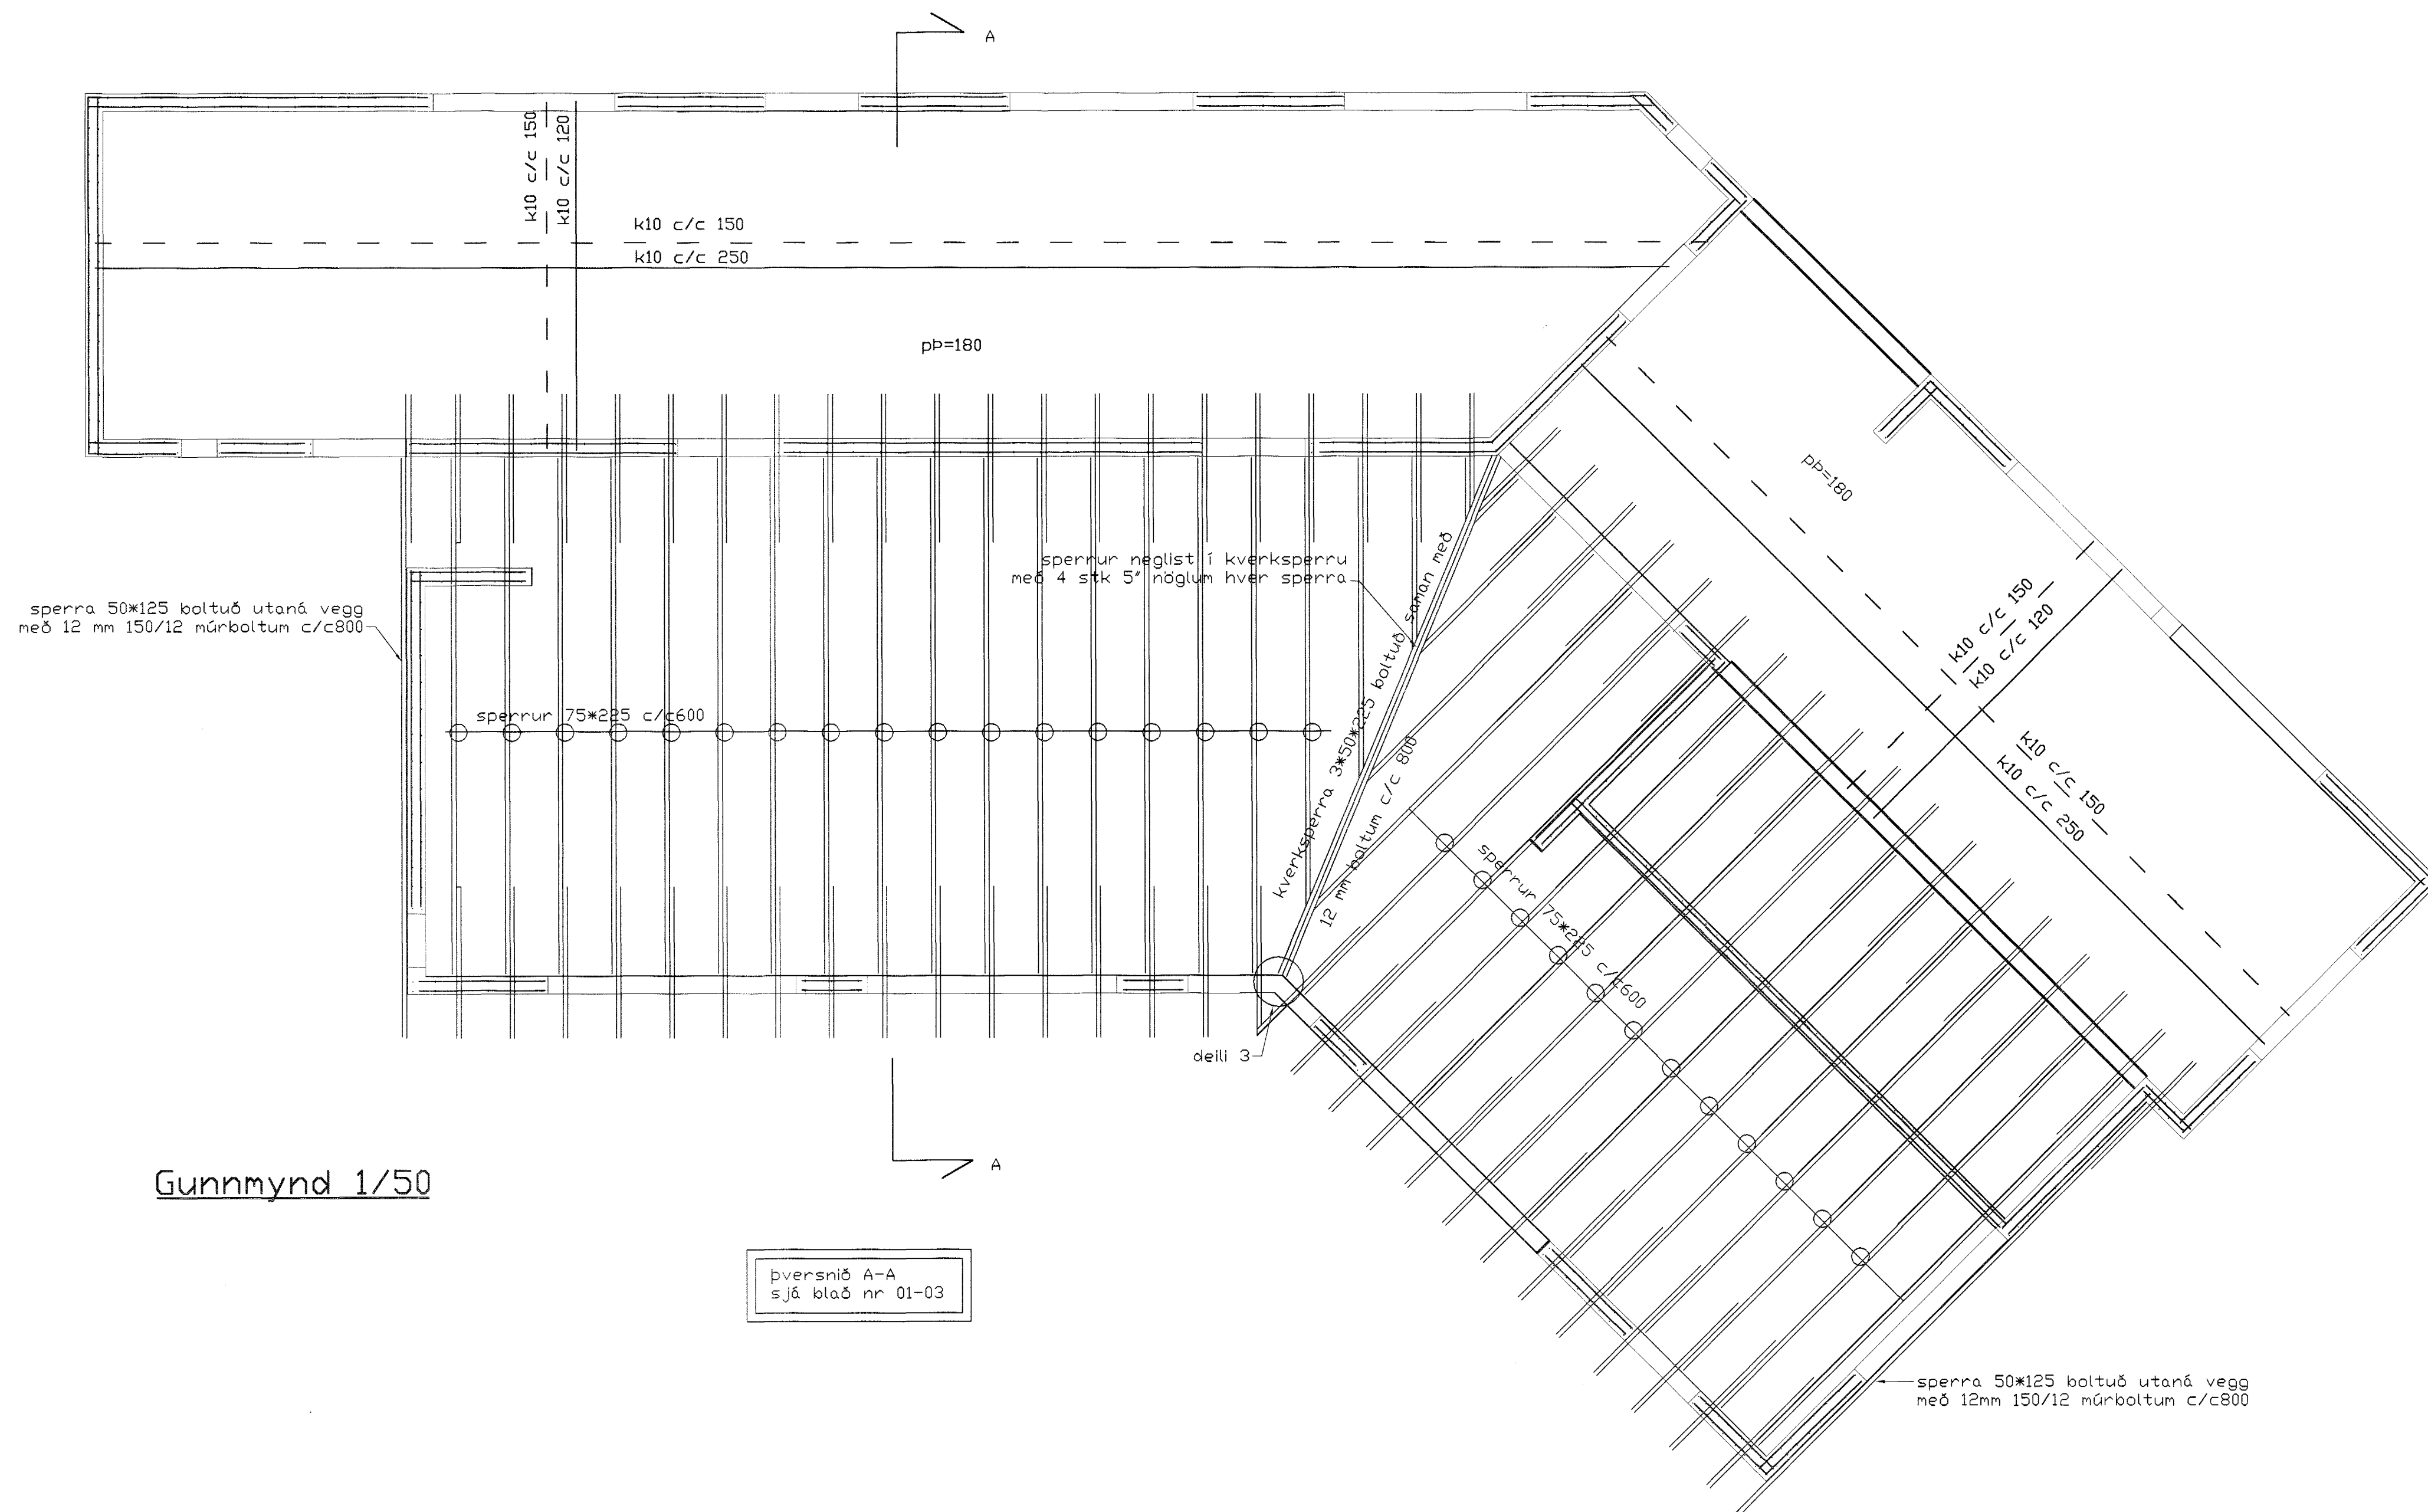 A
k10 c/c 150
k10 c/c 120
k10 c/c 150
k10 c/c 250
pÞ=180
pÞ=180
sperrur neglist í kverksperru
með 4 stk 5" nöglum hver sperra
sperra 50*125 boltuð utaná vegg
með 12 mm 150/12 múrboltum c/c800
sperrur 75*225 c/c600
kverksperra 3*50*225 boltuð saman með
12 mm boltum c/c 800
k10 c/c 150
k10 c/c 120
k10 c/c 150
k10 c/c 250
sperrur 75*225 c/c600
deili 3
A
Gunnmynd 1/50
þversnið A-A
sjá blað nr 01-03
sperra 50*125 boltuð utaná vegg
með 12mm 150/12 múrboltum c/c800